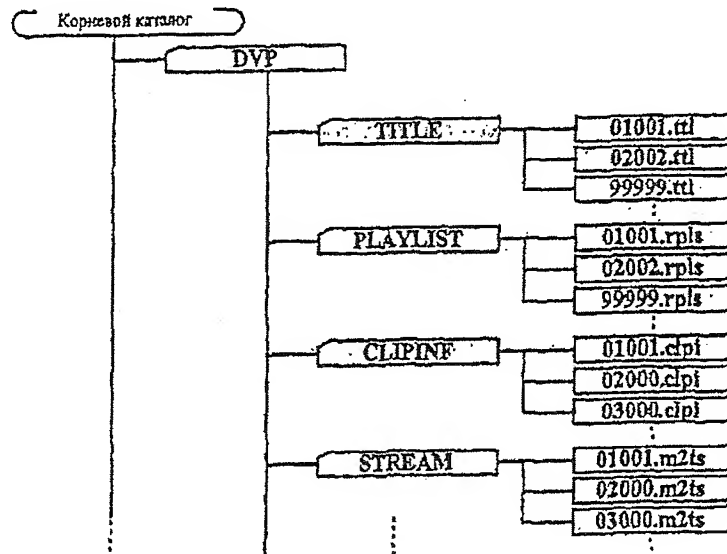 Корневой каталог
DVP
TITLE
01001.ttl
02002.ttl
99999.ttl
PLAYLIST
01001.rpls
02002.rpls
99999.rpls
CLIPINF
01001.clpi
02000.clpi
03000.clpi
STREAM
01001.m2ts
02000.m2ts
03000.m2ts